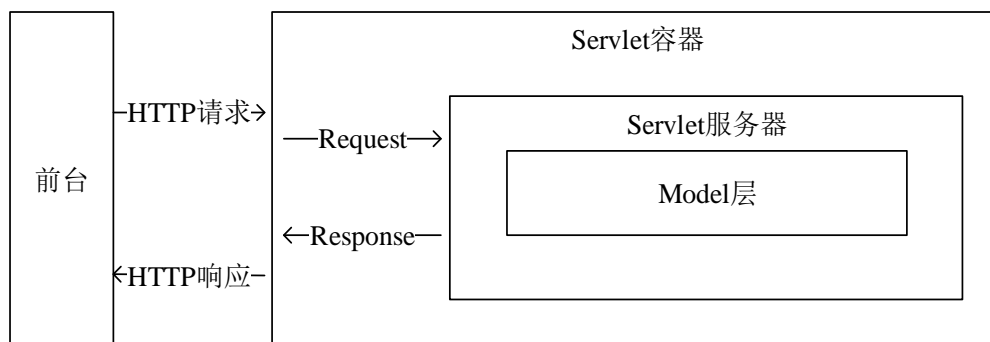 Servlet容器
HTTP请求
Servlet服务器
Request
前台
Model层
Response
HTTP响应